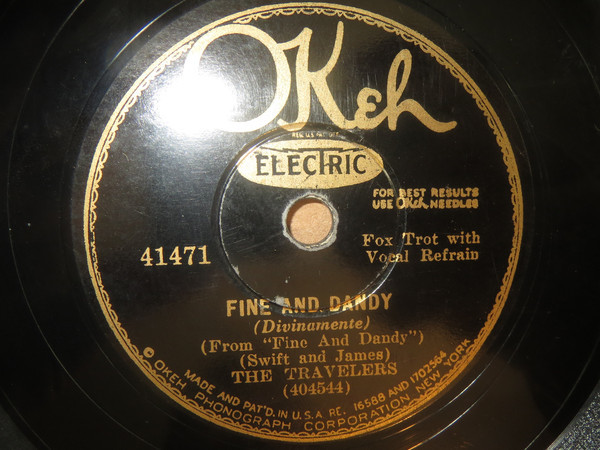 OKeh
ELECTRIC
FOR BEST RESULTS
USE OKeh NEEDLES
41471
Fox Trot with
Vocal Refrain
FINE AND DANDY
(Divinamente)
(From "Fine And Dandy")
(Swift and James)
THE TRAVELERS
(404544)
MADE AND PAT'D. IN U.S.A RE. 16588 AND 1702564
© OKEH PHONOGRAPH CORPORATION, NEW YORK